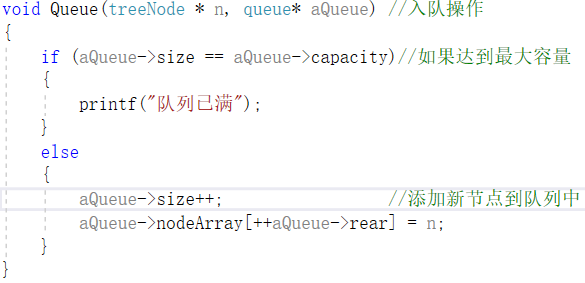 void Queue(treeNode * n, queue* aQueue) //入队操作
{
if (aQueue->size == aQueue->capacity)//如果达到最大容量
{
printf("队列已满");
}
else
{
aQueue->size++; //添加新节点到队列中
aQueue->nodeArray[++aQueue->rear] = n;
}
}